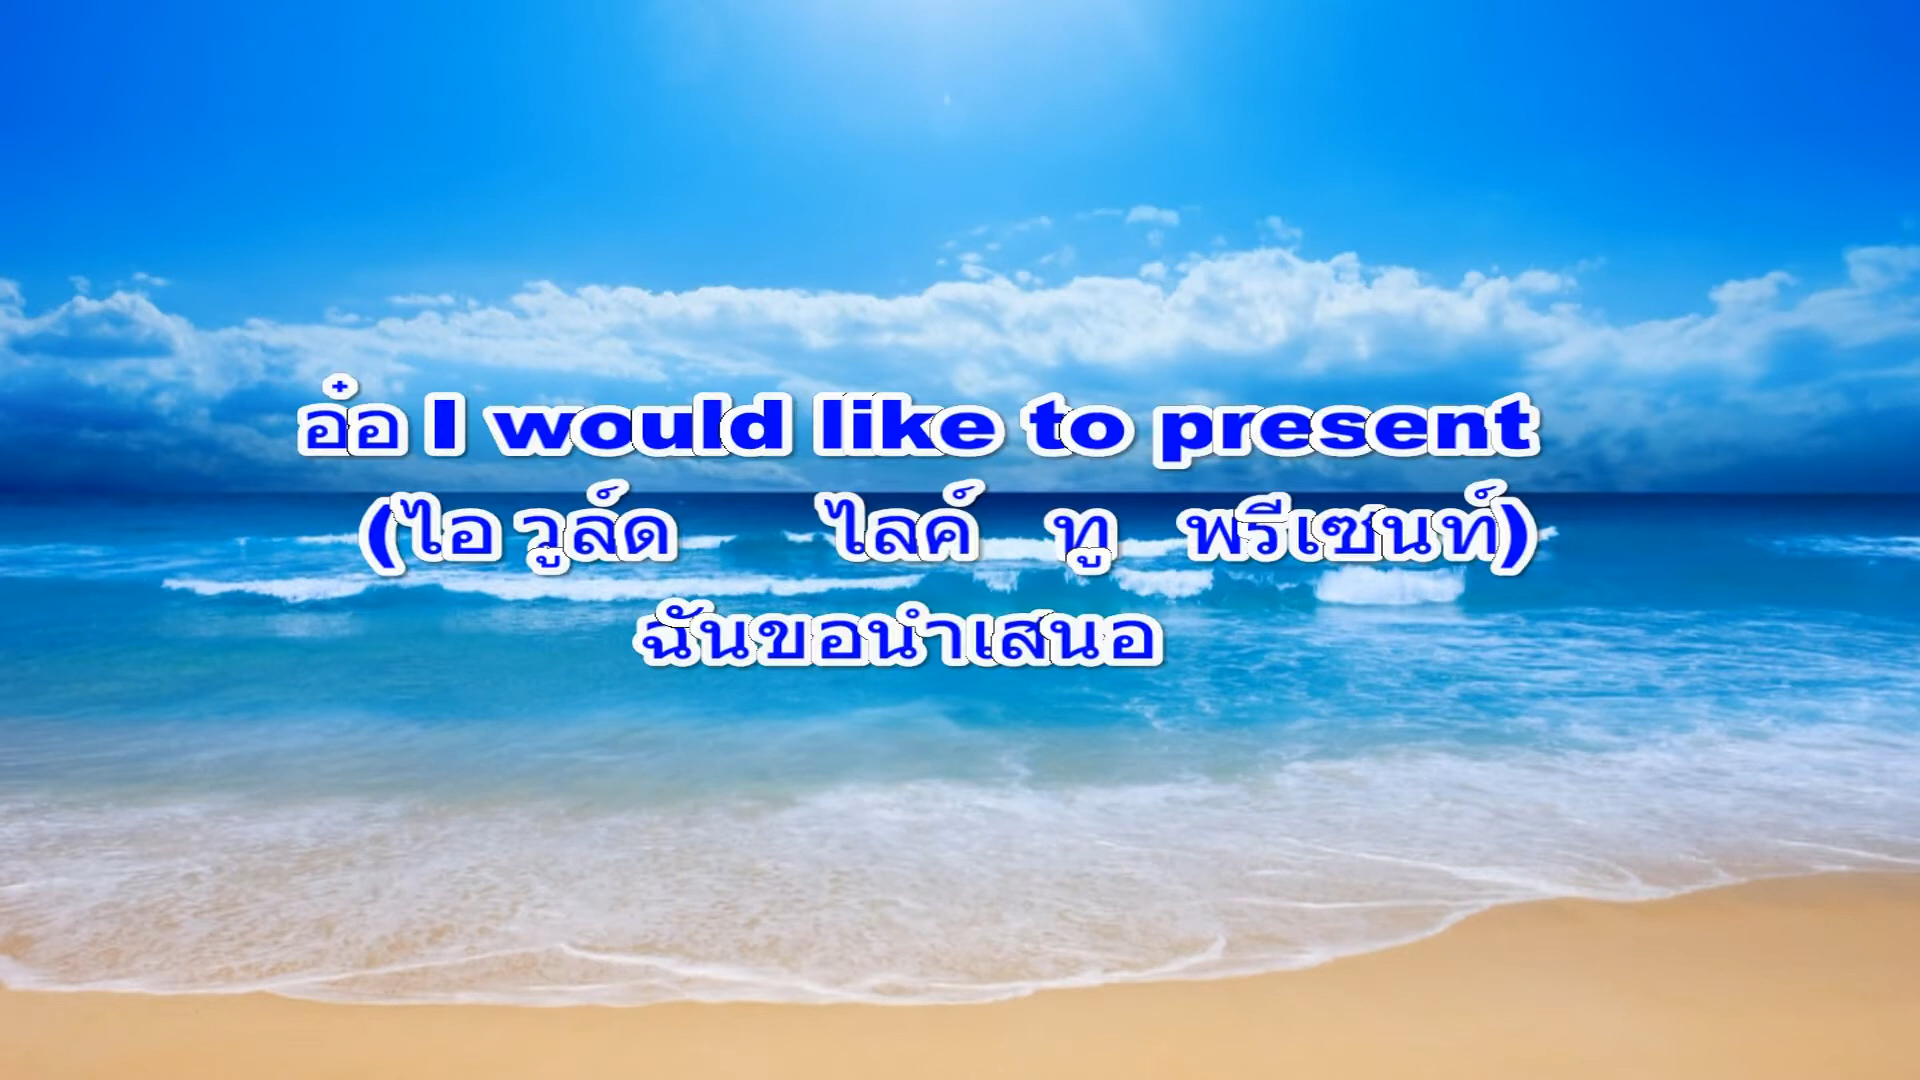 อ๋อ I would like to present
(ไอ วูล์ด ไลค์ ทู พรีเซนท์)
ฉันขอนำเสนอ